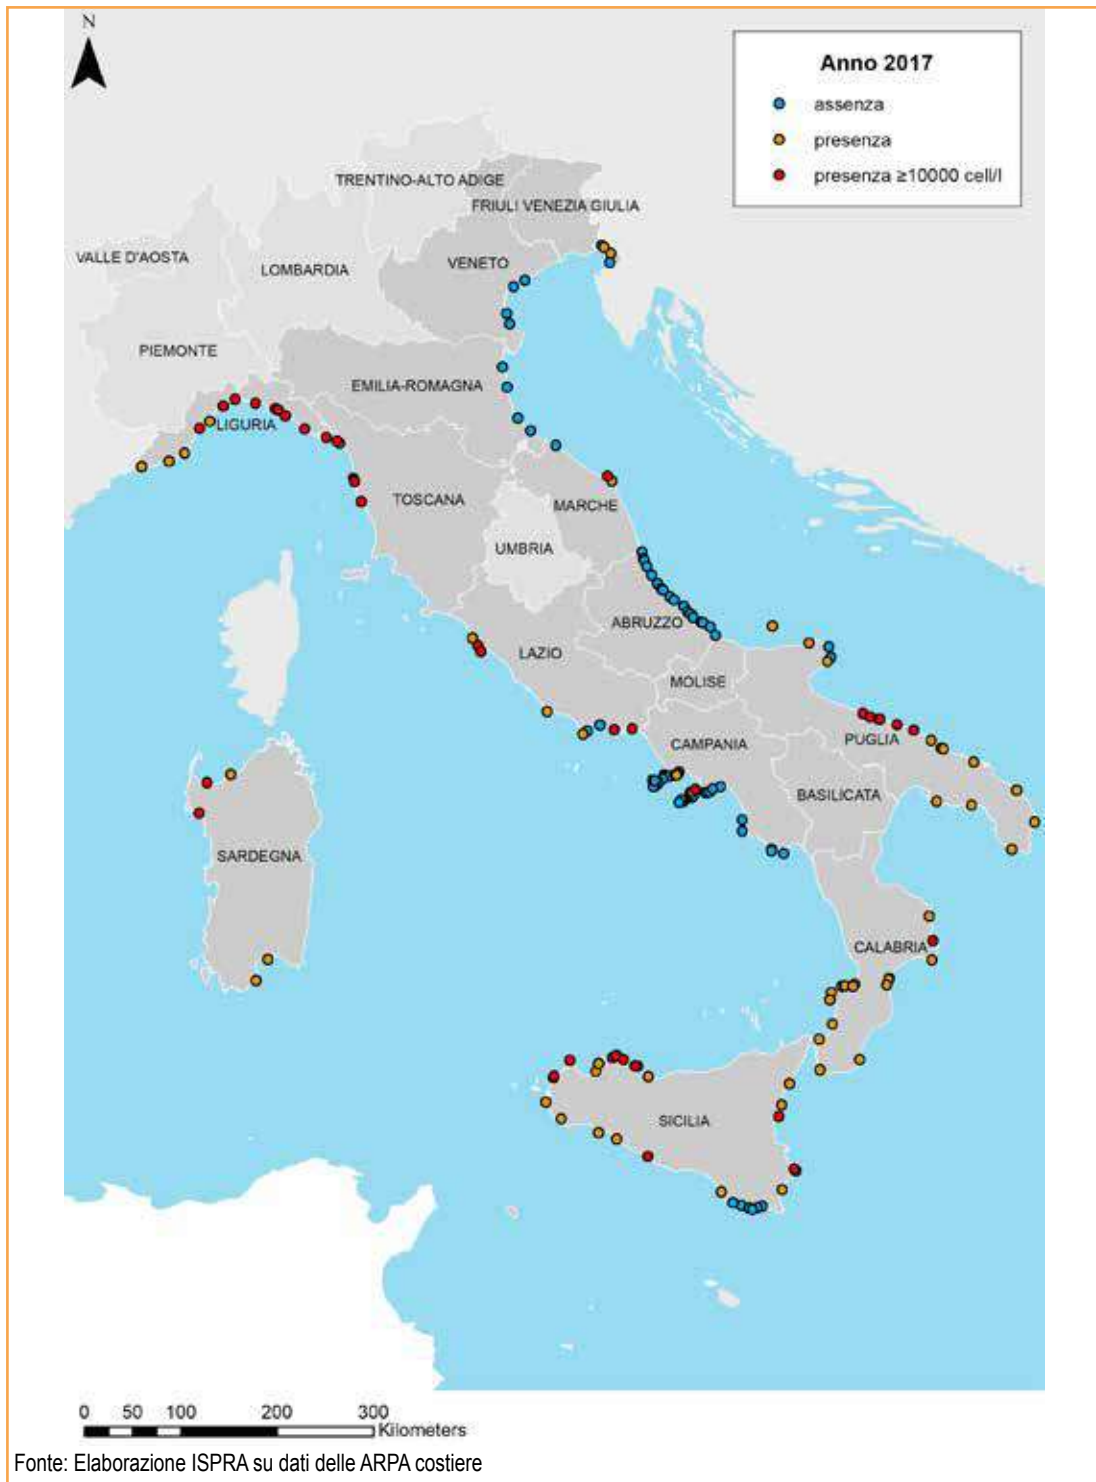 N
Anno 2017
assenza
presenza
presenza ≥10000 cell/l
TRENTINO-ALTO ADIGE
FRIULI VENEZIA GIULIA
VALLE D'AOSTA
LOMBARDIA
VENETO
PIEMONTE
EMILIA-ROMAGNA
LIGURIA
TOSCANA
MARCHE
UMBRIA
ABRUZZO
LAZIO
MOLISE
CAMPANIA
PUGLIA
BASILICATA
SARDEGNA
CALABRIA
SICILIA
0 50 100 200 300
Kilometers
Fonte: Elaborazione ISPRA su dati delle ARPA costiere